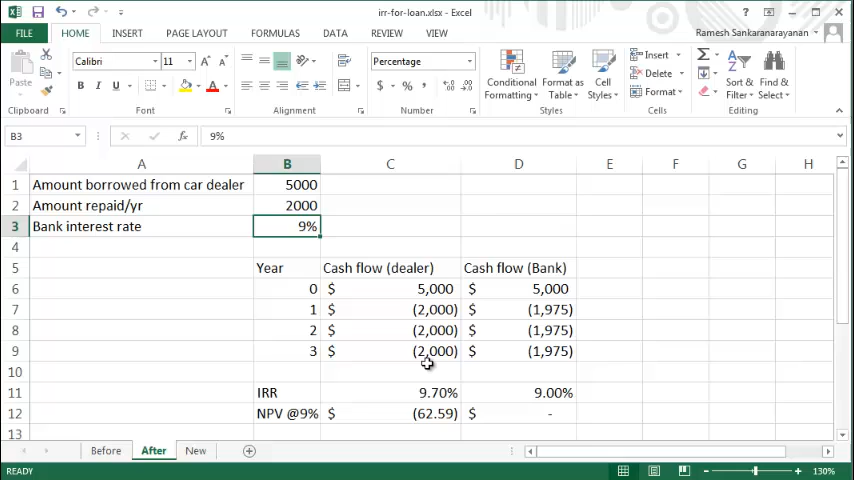 irr-for-loan.xlsx - Excel
FILE HOME INSERT PAGE LAYOUT FORMULAS DATA REVIEW VIEW Ramesh Sankaranarayanan
Paste Calibri 11 Percentage Conditional Formatting Format as Table Cell Styles Insert Delete Format Sort & Filter Find & Select
Clipboard Font Alignment Number Styles Cells Editing
B3 9%
A B C D E F G H
1 Amount borrowed from car dealer 5000
2 Amount repaid/yr 2000
3 Bank interest rate 9%
4
5 Year Cash flow (dealer) Cash flow (Bank)
6 0 $ 5,000 $ 5,000
7 1 $ (2,000) $ (1,975)
8 2 $ (2,000) $ (1,975)
9 3 $ (2,000) $ (1,975)
10
11 IRR 9.70% 9.00%
12 NPV @9% $ (62.59) $ -
13
Before After New
READY 130%